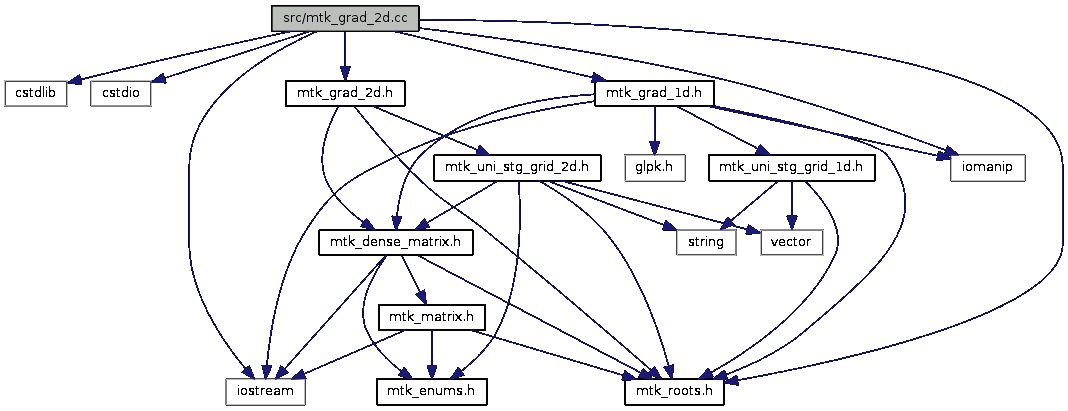 src/mtk_grad_2d.cc
cstdlib
cstdio
mtk_grad_2d.h
mtk_grad_1d.h
mtk_uni_stg_grid_2d.h
glpk.h
mtk_uni_stg_grid_1d.h
iomanip
mtk_dense_matrix.h
string
vector
mtk_matrix.h
iostream
mtk_enums.h
mtk_roots.h